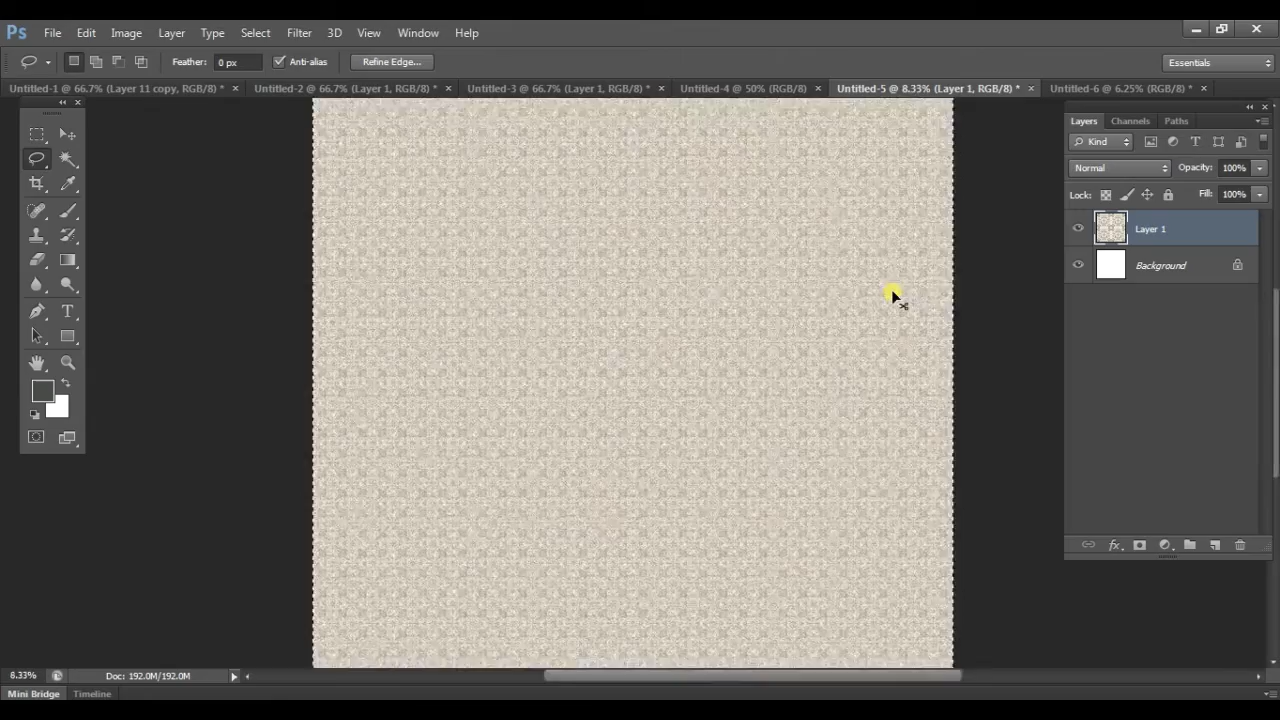 Ps File Edit Image Layer Type Select Filter 3D View Window Help
Feather: 0 px Anti-alias Refine Edge... Essentials
Untitled-1 @ 66.7% (Layer 11 copy, RGB/8) * × Untitled-2 @ 66.7% (Layer 1, RGB/8) * × Untitled-3 @ 66.7% (Layer 1, RGB/8) * × Untitled-4 @ 50% (RGB/8) × Untitled-5 @ 8.33% (Layer 1, RGB/8) * × Untitled-6 @ 6.25% (RGB/8) * ×
Layers Channels Paths
Kind
Normal Opacity: 100%
Lock: Fill: 100%
Layer 1
Background
8.33% Doc: 192.0M/192.0M
Mini Bridge Timeline